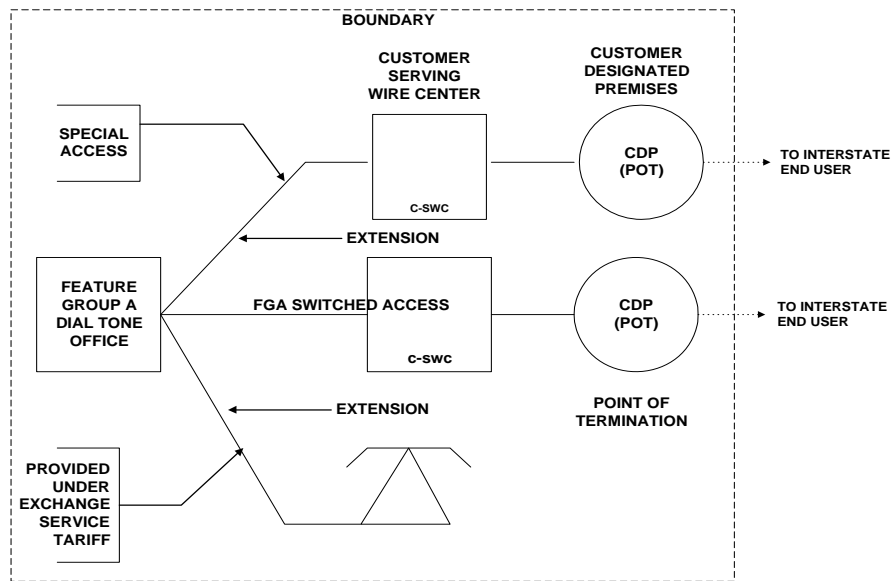 BOUNDARY
CUSTOMER
SERVING
WIRE CENTER
CUSTOMER
DESIGNATED
PREMISES
SPECIAL
ACCESS
CDP
(POT)
TO INTERSTATE
END USER
C-SWC
EXTENSION
FEATURE
GROUP A
DIAL TONE
OFFICE
FGA SWITCHED ACCESS
CDP
(POT)
TO INTERSTATE
END USER
C-SWC
EXTENSION
POINT OF
TERMINATION
PROVIDED
UNDER
EXCHANGE
SERVICE
TARIFF